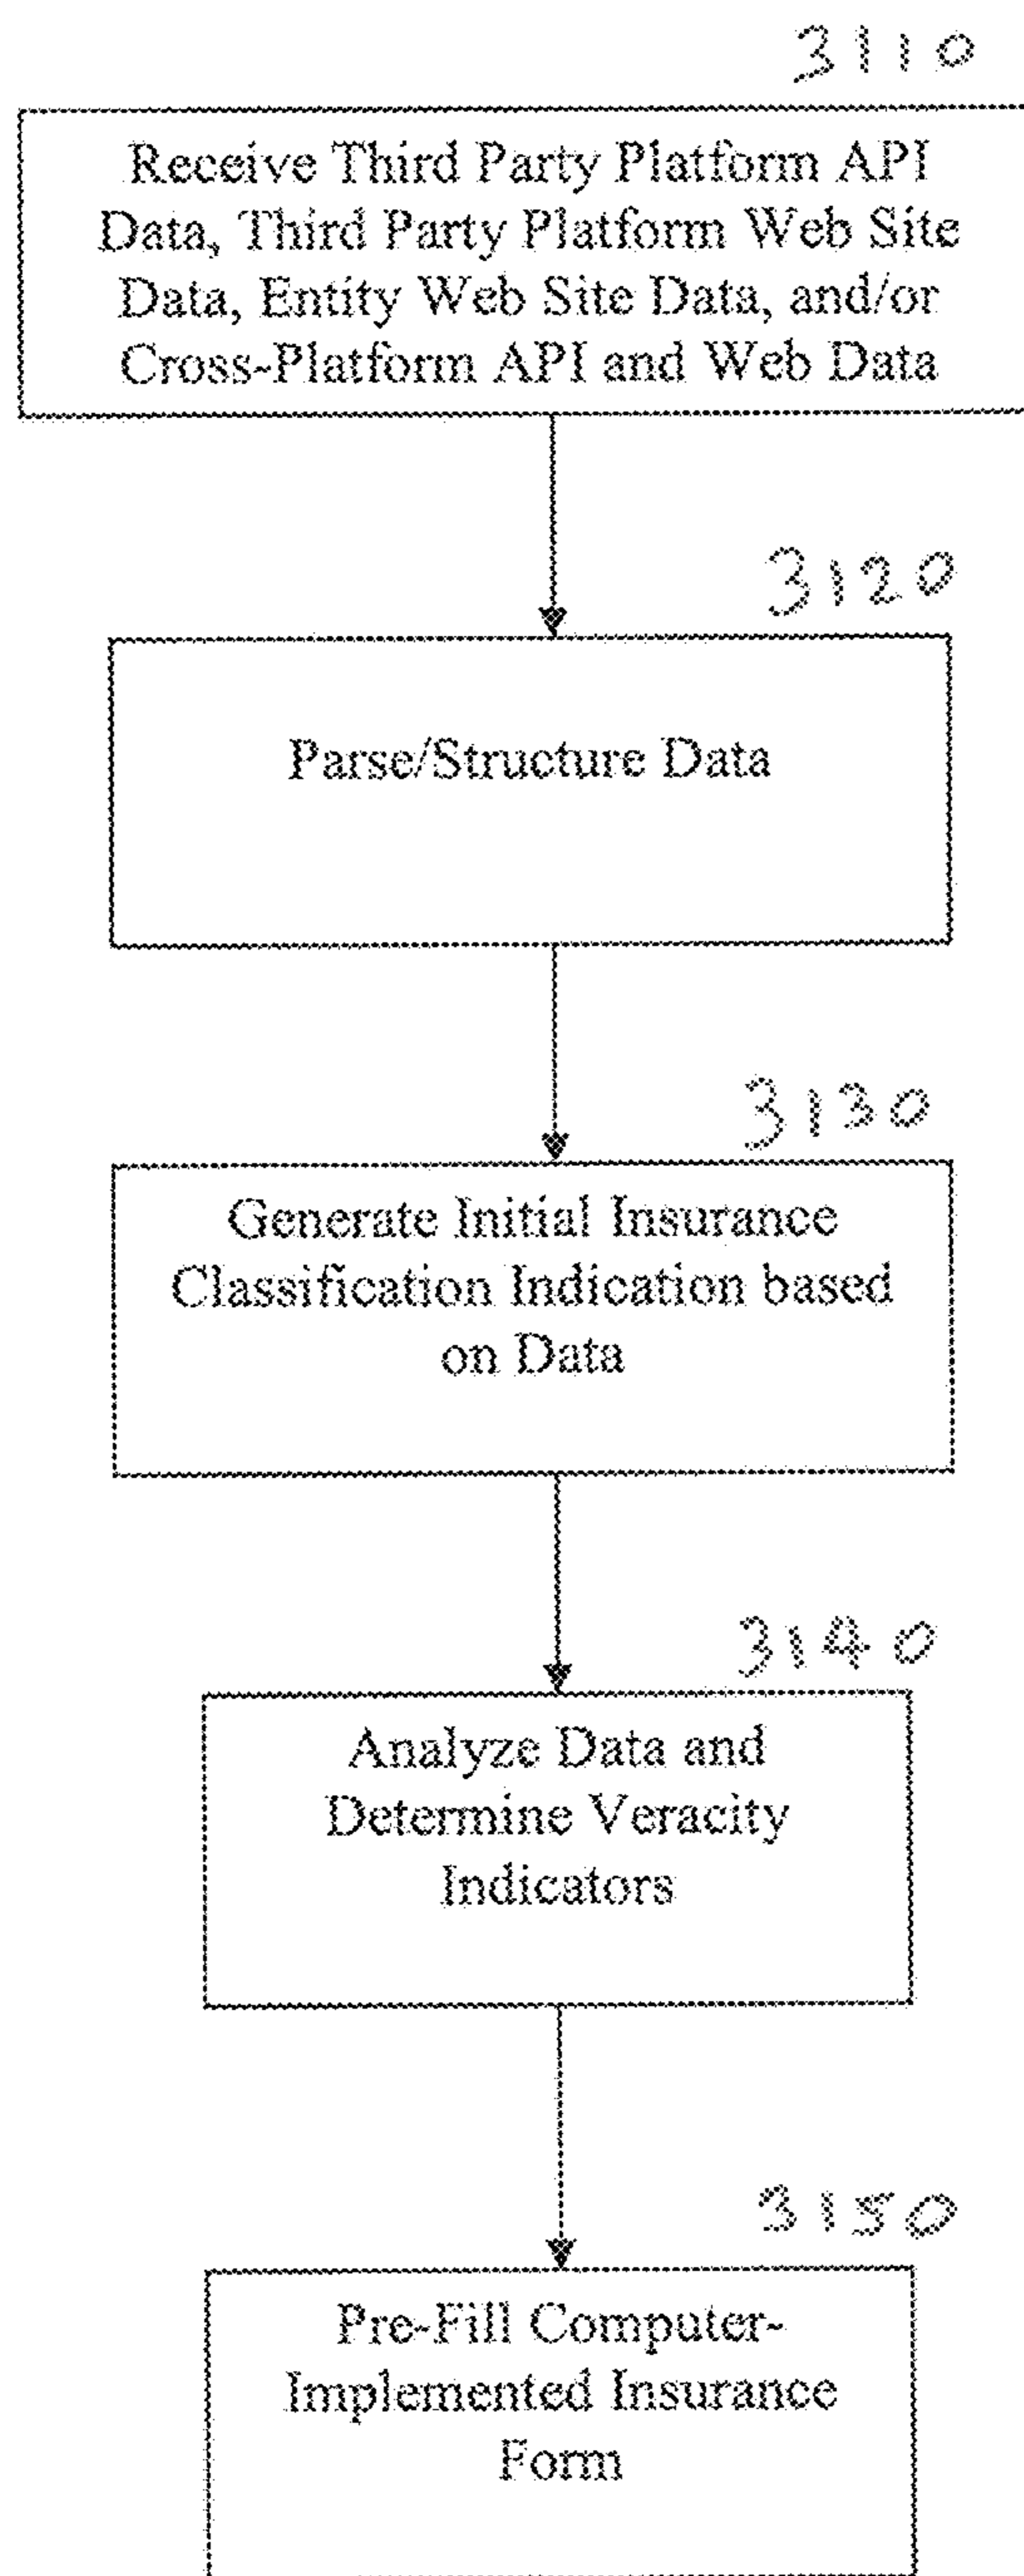 3110
Receive Third Party Platform API
Data, Third Party Platform Web Site
Data, Entity Web Site Data, and/or
Cross-Platform API and Web Data
3120
Parse/Structure Data
3130
Generate Initial Insurance
Classification Indication based
on Data
3140
Analyze Data and
Determine Veracity
Indicators
3150
Pre-Fill Computer-
Implemented Insurance
Form